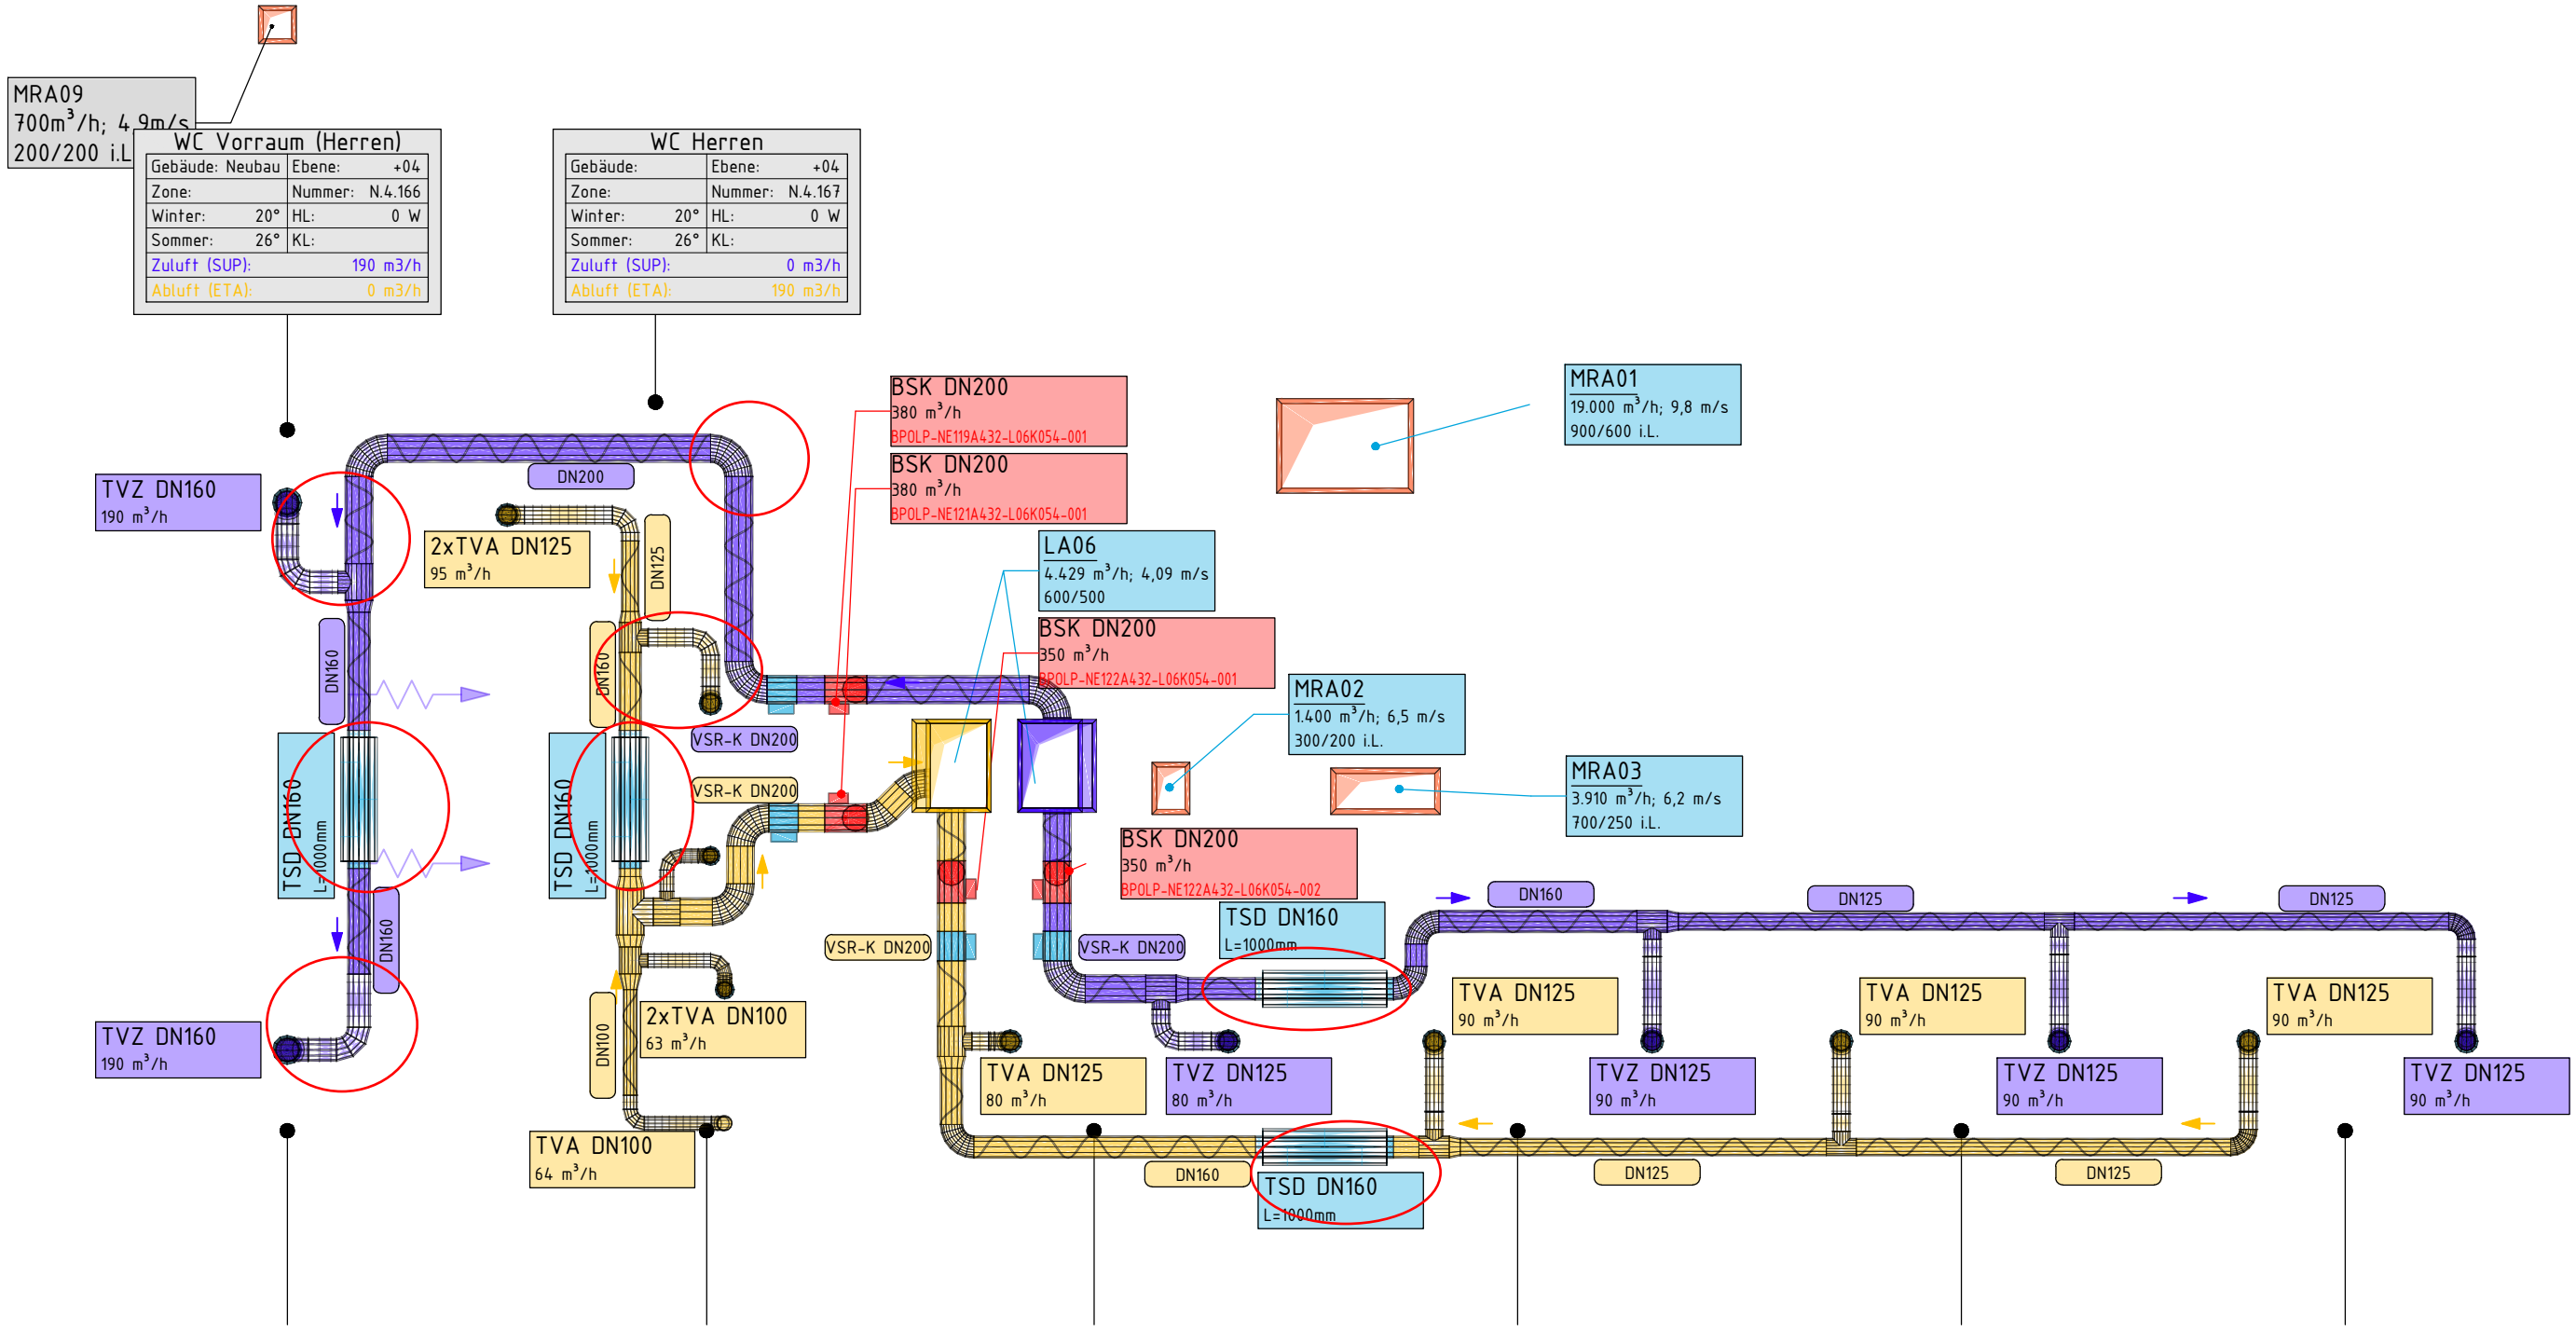 MRA09
700m³/h; 4,9m/s
200/200 i.L
WC Vorraum (Herren)
Gebäude: Neubau Ebene: +04
Zone: Nummer: N.4.166
Winter: 20° HL: 0 W
Sommer: 26° KL:
Zuluft (SUP): 190 m3/h
Abluft (ETA): 0 m3/h
WC Herren
Gebäude: Ebene: +04
Zone: Nummer: N.4.167
Winter: 20° HL: 0 W
Sommer: 26° KL:
Zuluft (SUP): 0 m3/h
Abluft (ETA): 190 m3/h
BSK DN200
380 m³/h
BPOLP-NE119A432-L06K054-001
BSK DN200
380 m³/h
BPOLP-NE121A432-L06K054-001
MRA01
19.000 m³/h; 9,8 m/s
900/600 i.L.
DN200
TVZ DN160
190 m³/h
2xTVA DN125
95 m³/h
DN125
LA06
4.429 m³/h; 4,09 m/s
600/500
BSK DN200
350 m³/h
BPOLP-NE122A432-L06K054-001
DN160
DN160
MRA02
1.400 m³/h; 6,5 m/s
300/200 i.L.
VSR-K DN200
VSR-K DN200
MRA03
3.910 m³/h; 6,2 m/s
700/250 i.L.
TSD DN160
L=1000mm
TSD DN160
L=1000mm
BSK DN200
350 m³/h
BPOLP-NE122A432-L06K054-002
DN160
DN125
DN125
TSD DN160
L=1000mm
VSR-K DN200
VSR-K DN200
DN160
TVZ DN160
190 m³/h
DN100
2xTVA DN100
63 m³/h
TVA DN125
90 m³/h
TVA DN125
90 m³/h
TVA DN125
90 m³/h
TVA DN125
80 m³/h
TVZ DN125
80 m³/h
TVZ DN125
90 m³/h
TVZ DN125
90 m³/h
TVZ DN125
90 m³/h
TVA DN100
64 m³/h
DN160
TSD DN160
L=1000mm
DN125
DN125